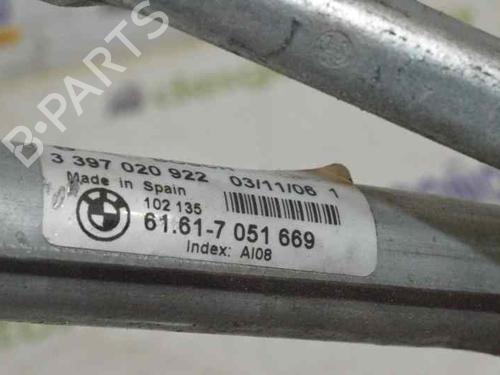 B-PARTS
3 397 020 922 03/11/06 1
Made in Spain
102 135
61.61-7 051 669
Index: AI08
BMW